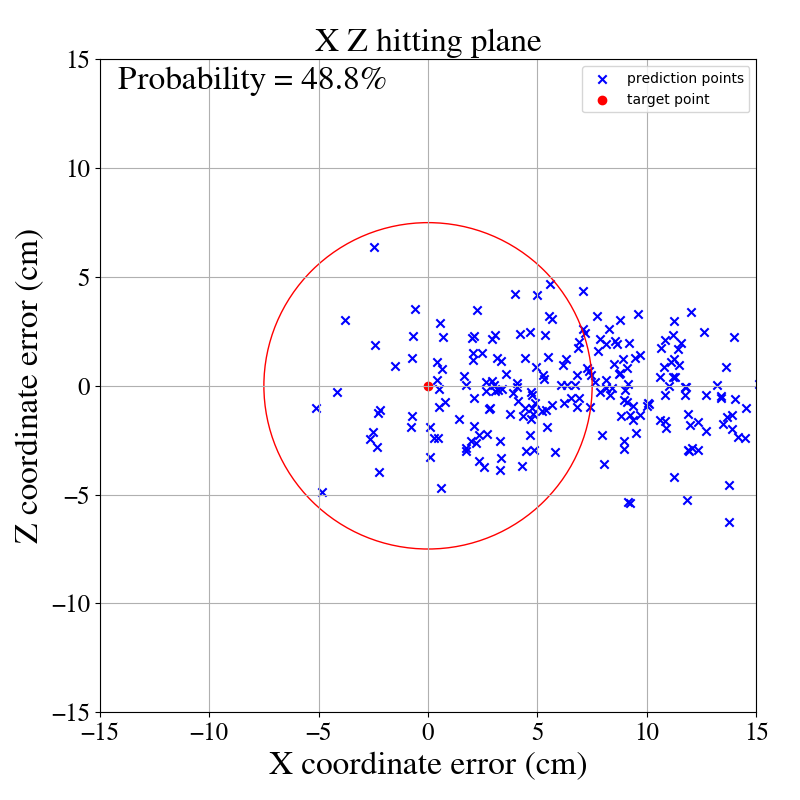 X Z hitting plane
Probability = 48.8%
prediction points
target point
15
10
5
0
−5
−10
−15
−15
−10
−5
0
5
10
15
Z coordinate error (cm)
X coordinate error (cm)